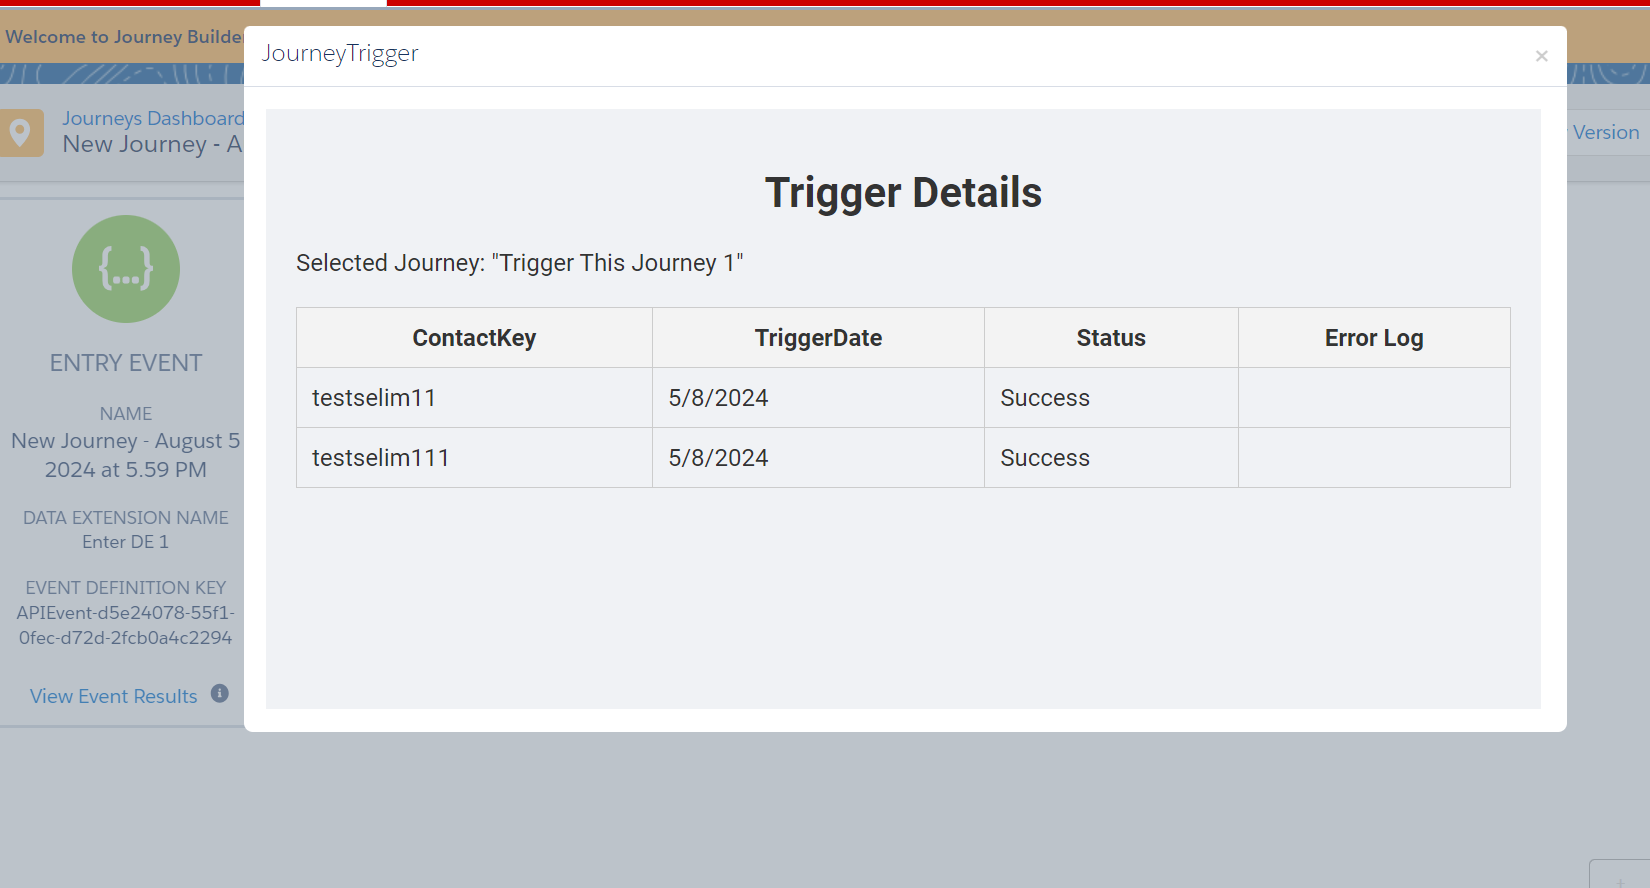 Welcome to Journey Builder
JourneyTrigger
×
Journeys Dashboard
New Journey - A
Version
Trigger Details
Selected Journey: "Trigger This Journey 1"
ContactKey TriggerDate Status Error Log
testselim11 5/8/2024 Success
testselim111 5/8/2024 Success
{...}
ENTRY EVENT
NAME
New Journey - August 5
2024 at 5.59 PM
DATA EXTENSION NAME
Enter DE 1
EVENT DEFINITION KEY
APIEvent-d5e24078-55f1-
0fec-d72d-2fcb0a4c2294
View Event Results i